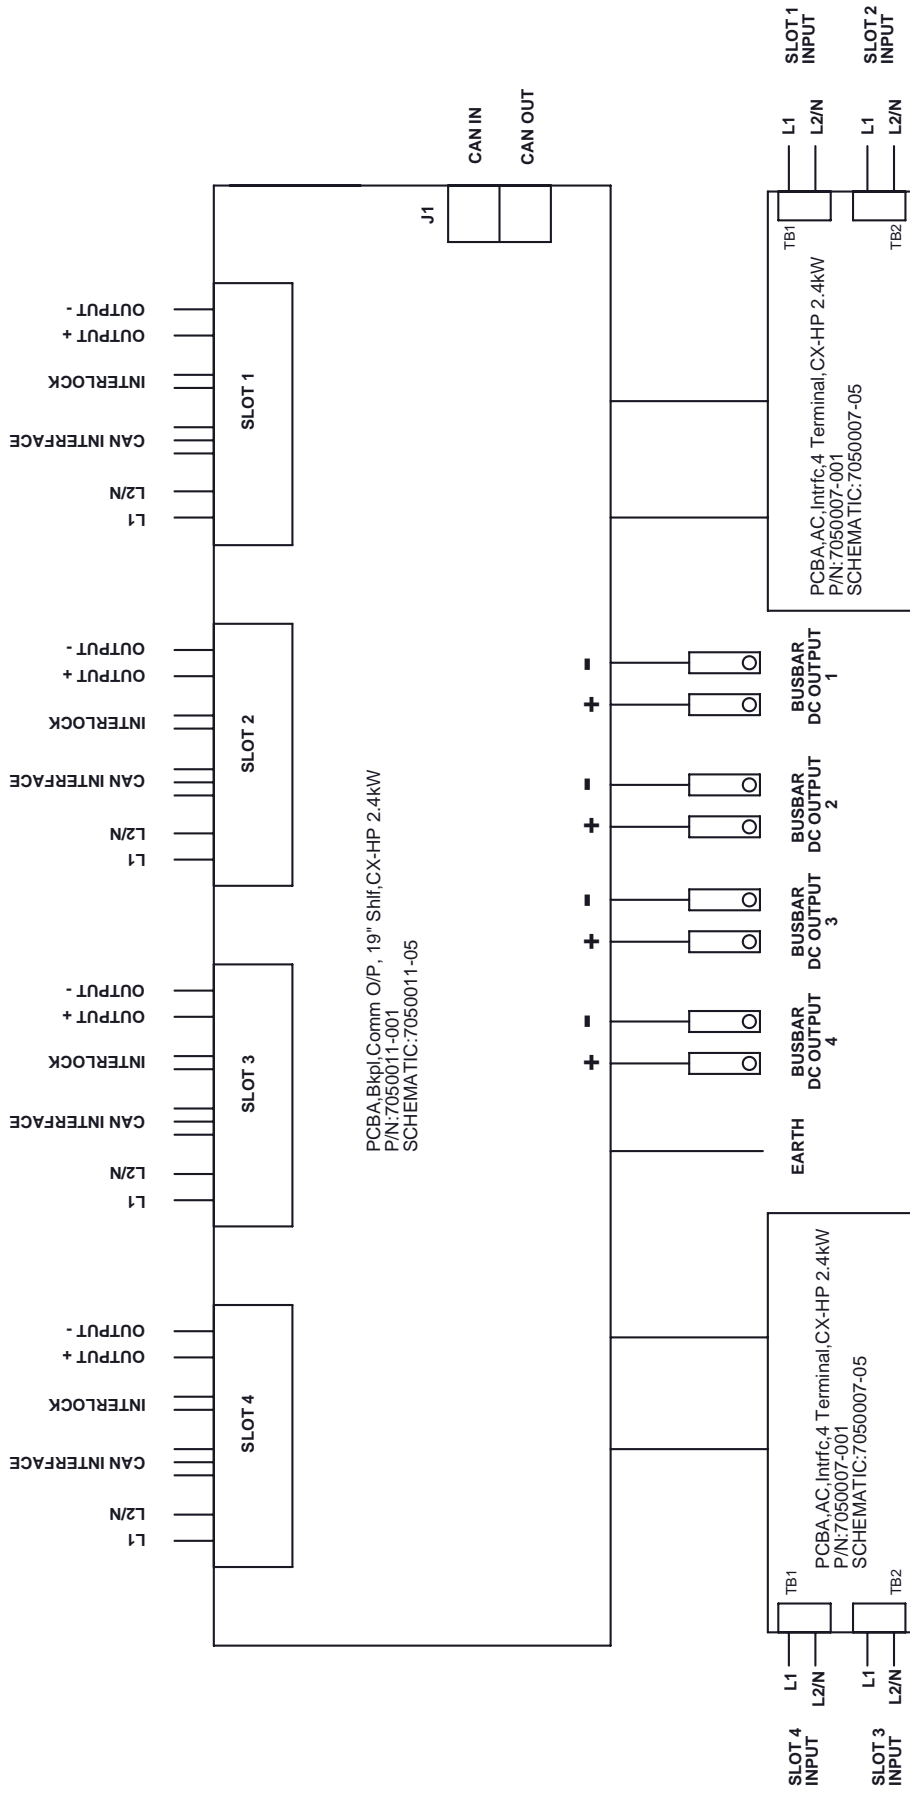 SLOT 4
INPUT
L1
L2/N
SLOT 3
INPUT
L1
L2/N
TB1
TB2
PCBA,AC,Intrfc,4 Terminal,CX-HP 2.4kW
P/N:7050007-001
SCHEMATIC:7050007-05
L1
L2/N
CAN INTERFACE
INTERLOCK
OUTPUT +
OUTPUT -
SLOT 4
L1
L2/N
CAN INTERFACE
INTERLOCK
OUTPUT +
OUTPUT -
SLOT 3
L1
L2/N
CAN INTERFACE
INTERLOCK
OUTPUT +
OUTPUT -
SLOT 2
L1
L2/N
CAN INTERFACE
INTERLOCK
OUTPUT +
OUTPUT -
SLOT 1
PCBA,Bkpl,Comm O/P, 19" Shlf,CX-HP 2.4kW
P/N:7050011-001
SCHEMATIC:7050011-05
J1
CAN IN
CAN OUT
EARTH
+
-
BUSBAR
DC OUTPUT
4
+
-
BUSBAR
DC OUTPUT
3
+
-
BUSBAR
DC OUTPUT
2
+
-
BUSBAR
DC OUTPUT
1
PCBA,AC,Intrfc,4 Terminal,CX-HP 2.4kW
P/N:7050007-001
SCHEMATIC:7050007-05
TB1
TB2
L1
L2/N
SLOT 1
INPUT
L1
L2/N
SLOT 2
INPUT